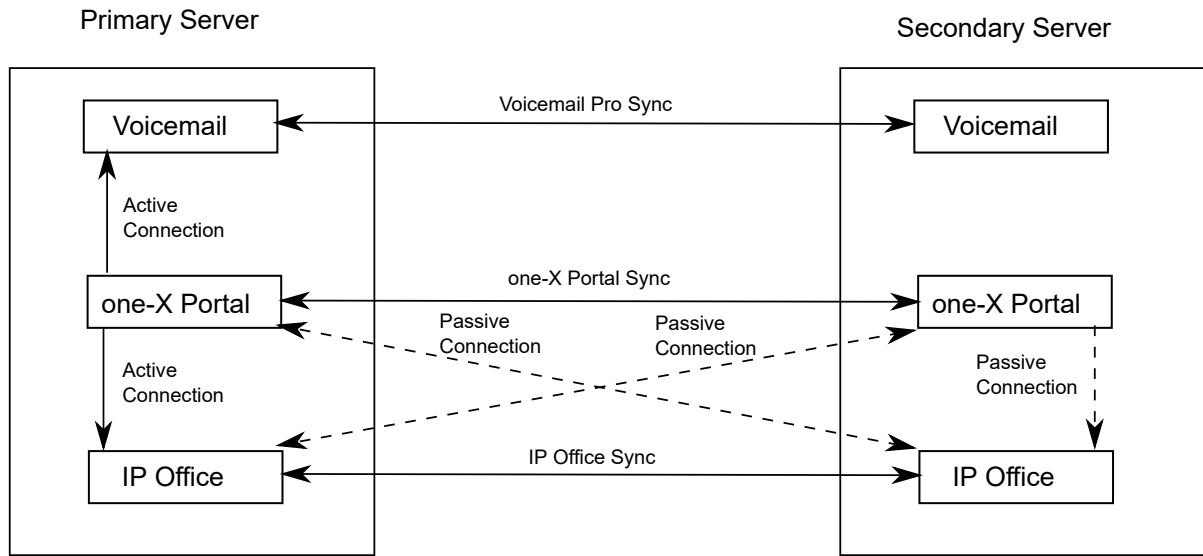 Primary Server
Secondary Server
Voicemail
Voicemail Pro Sync
Voicemail
Active
Connection
one-X Portal
one-X Portal Sync
one-X Portal
Passive
Connection
Passive
Connection
Active
Connection
Passive
Connection
IP Office
IP Office Sync
IP Office